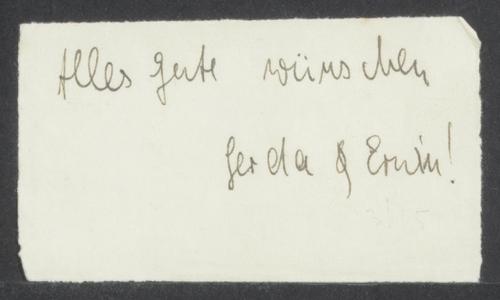 Alles gute wünschen
Gerda & Erwin!